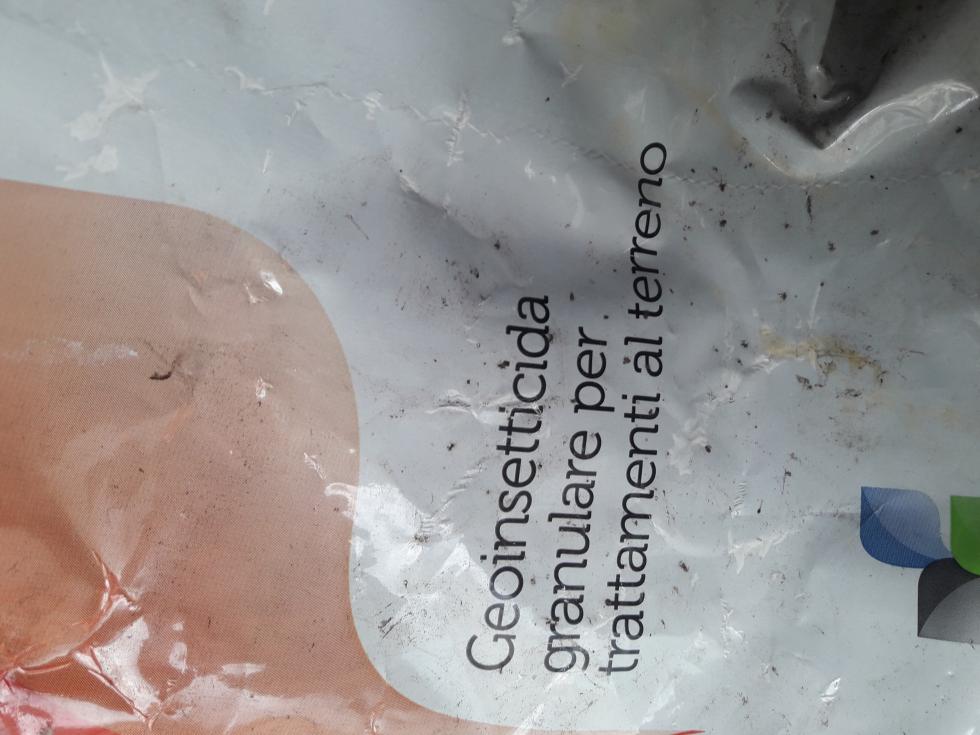 Geoinsetticida
granulare per
trattamenti al terreno